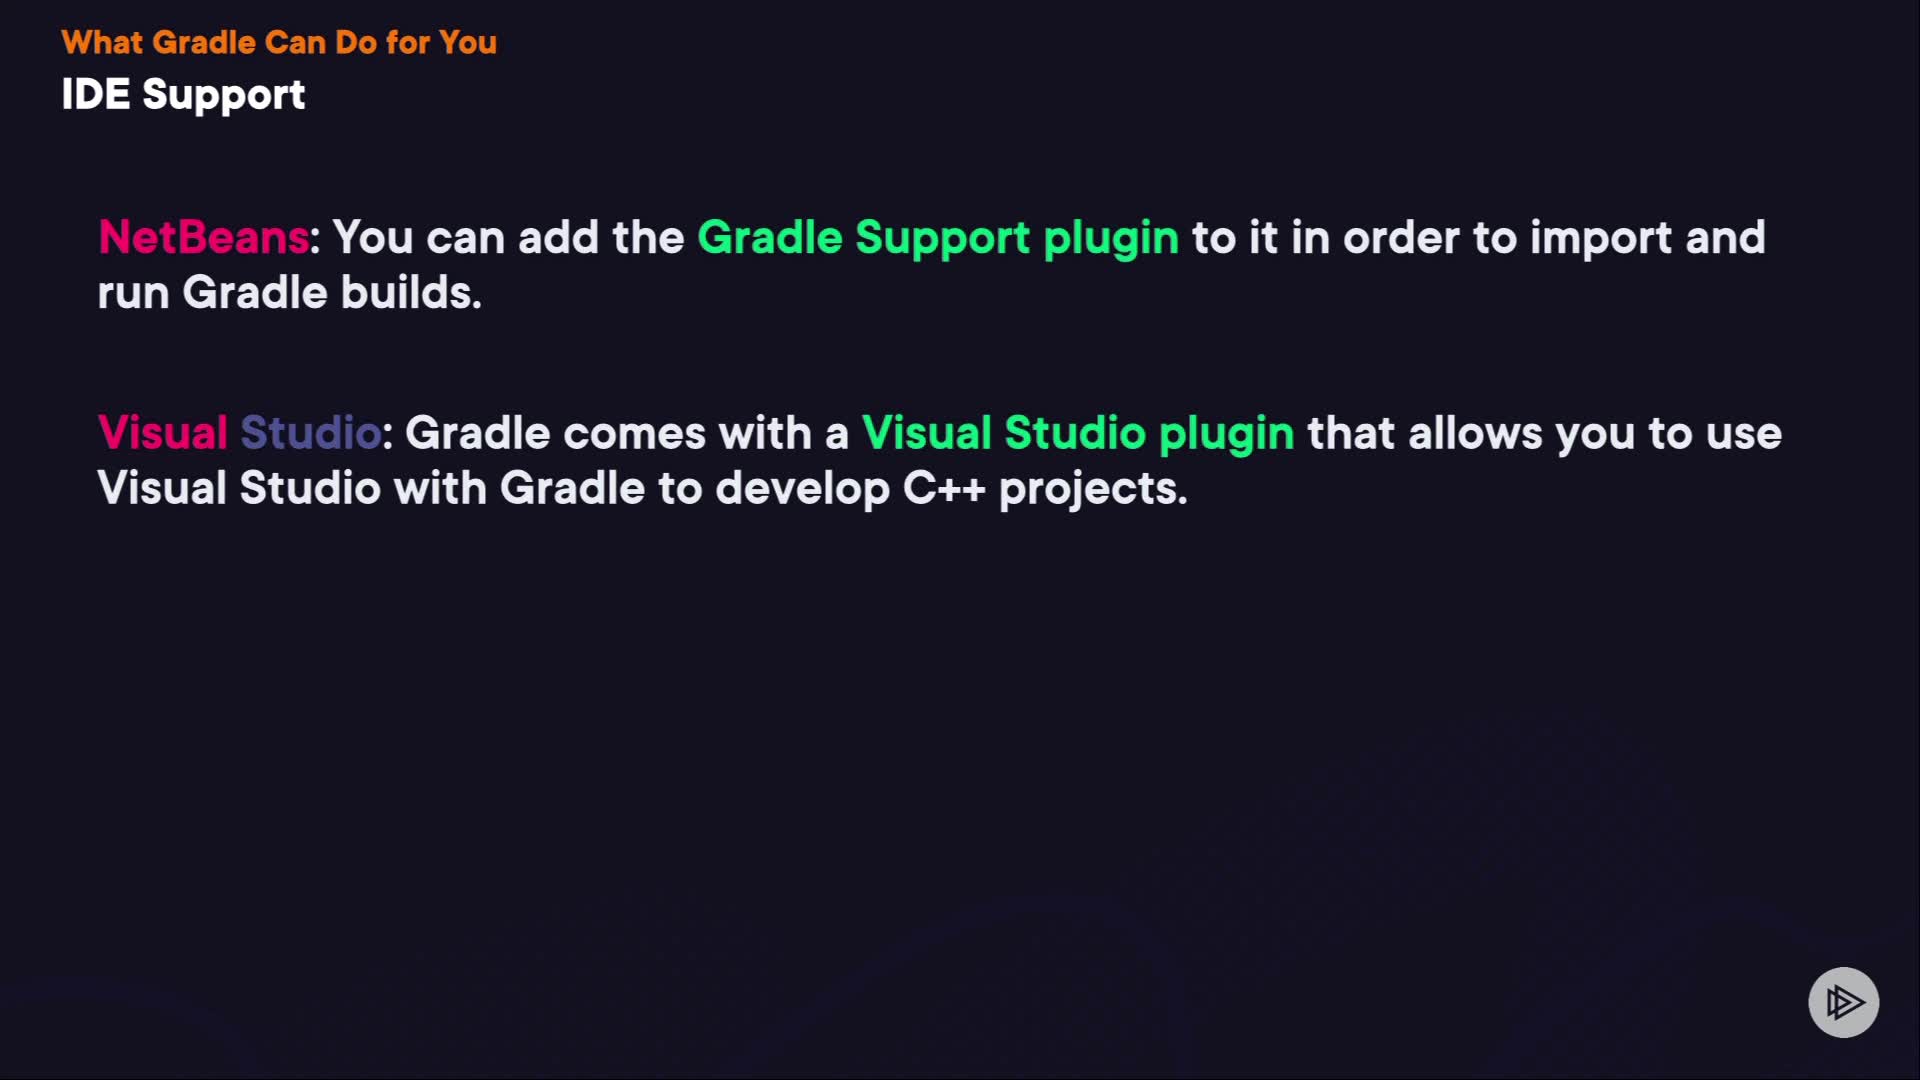 What Gradle Can Do for You
IDE Support
NetBeans: You can add the Gradle Support plugin to it in order to import and
run Gradle builds.
Visual Studio: Gradle comes with a Visual Studio plugin that allows you to use
Visual Studio with Gradle to develop C++ projects.